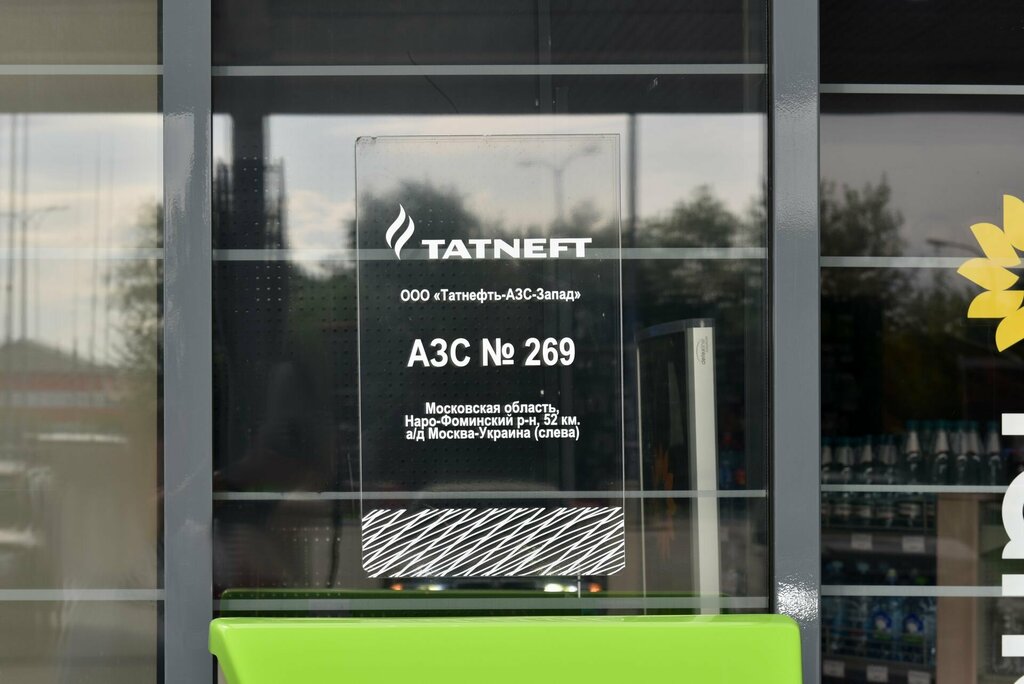 TATNEFT
ООО «Татнефть-АЗС-Запад»
АЗС № 269
Московская область,
Наро-Фоминский р-н, 52 км.
а/д Москва-Украина (слева)